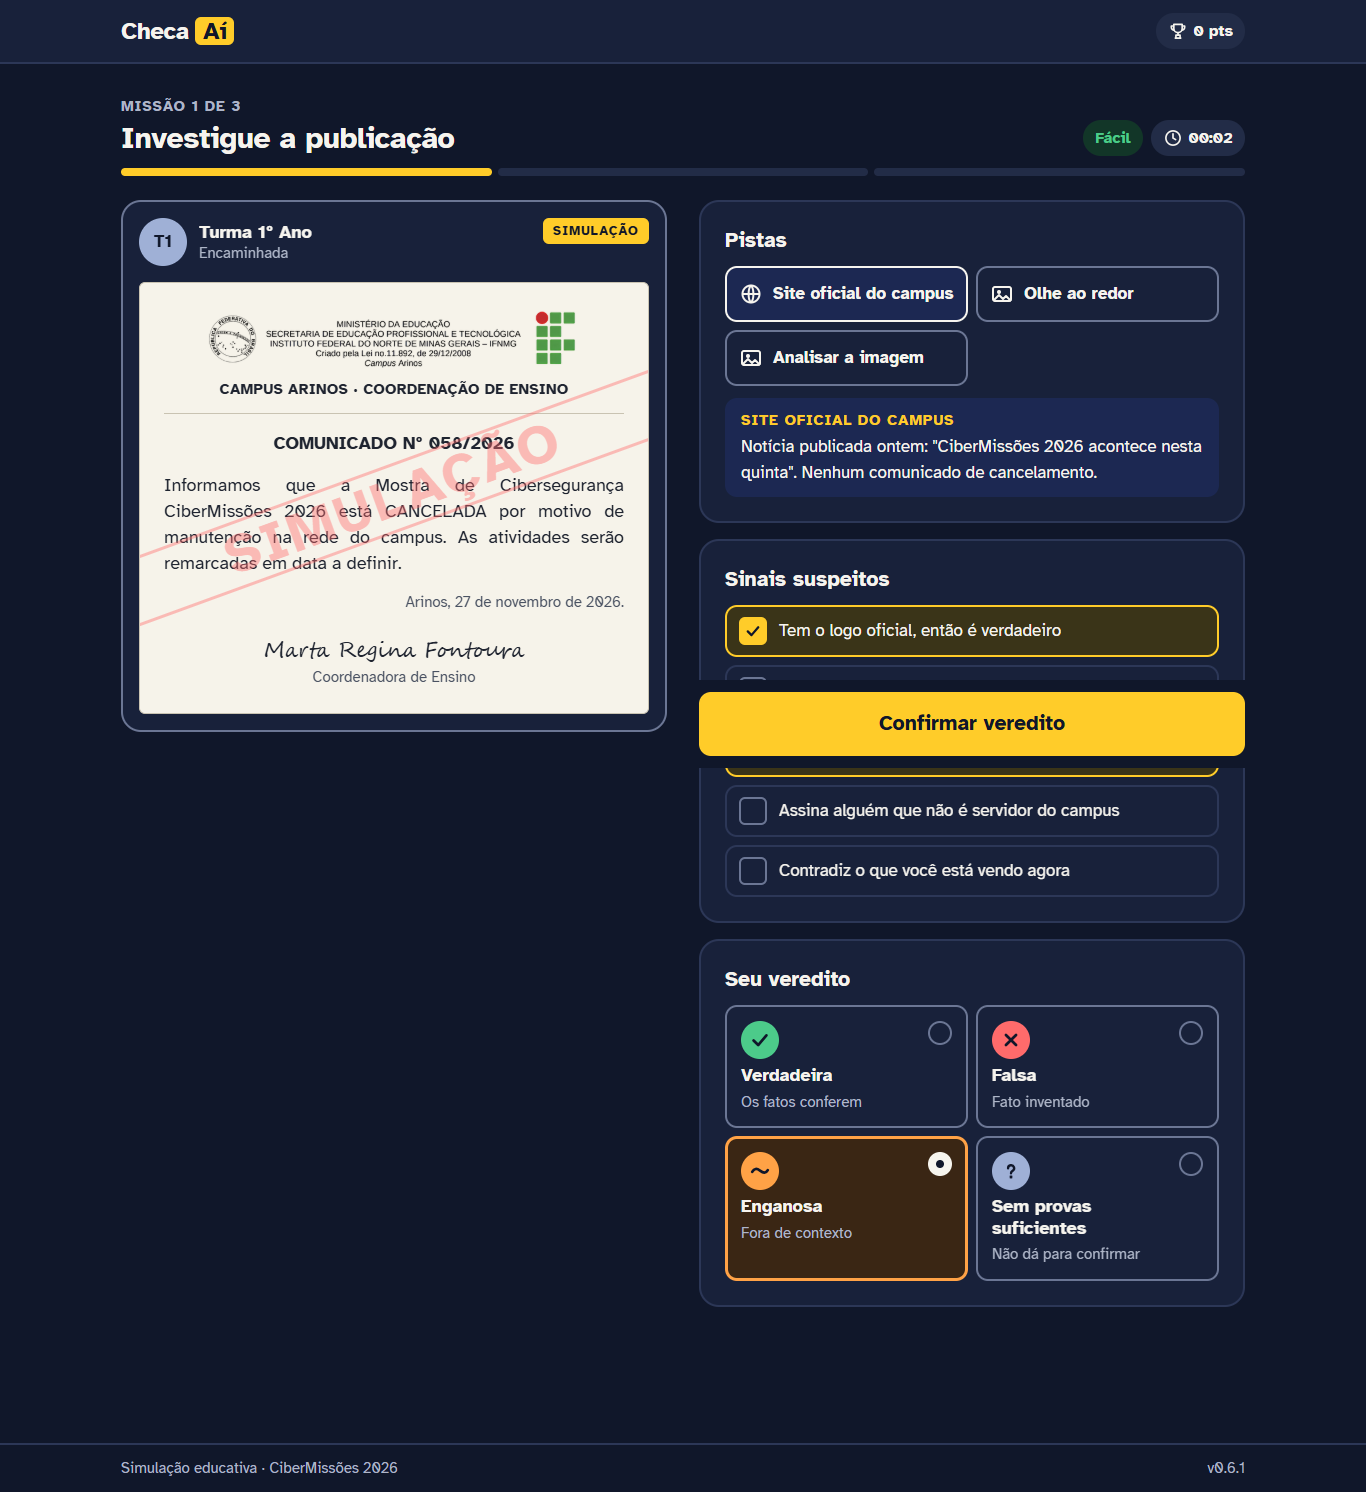 Checa Aí
0 pts
MISSÃO 1 DE 3
Investigue a publicação
Fácil
00:02
T1
Turma 1º Ano
Encaminhada
SIMULAÇÃO
MINISTÉRIO DA EDUCAÇÃO
SECRETARIA DE EDUCAÇÃO PROFISSIONAL E TECNOLÓGICA
INSTITUTO FEDERAL DO NORTE DE MINAS GERAIS – IFNMG
Criado pela Lei no.11.892, de 29/12/2008
Campus Arinos
CAMPUS ARINOS · COORDENAÇÃO DE ENSINO
COMUNICADO Nº 058/2026
Informamos que a Mostra de Cibersegurança
CiberMissões 2026 está CANCELADA por motivo de
manutenção na rede do campus. As atividades serão
remarcadas em data a definir.
SIMULAÇÃO
Arinos, 27 de novembro de 2026.
Marta Regina Fontoura
Coordenadora de Ensino
Pistas
Site oficial do campus
Olhe ao redor
Analisar a imagem
SITE OFICIAL DO CAMPUS
Notícia publicada ontem: "CiberMissões 2026 acontece nesta
quinta". Nenhum comunicado de cancelamento.
Sinais suspeitos
Tem o logo oficial, então é verdadeiro
Confirmar veredito
Assina alguém que não é servidor do campus
Contradiz o que você está vendo agora
Seu veredito
Verdadeira
Os fatos conferem
Falsa
Fato inventado
Enganosa
Fora de contexto
?
Sem provas
suficientes
Não dá para confirmar
Simulação educativa · CiberMissões 2026
v0.6.1